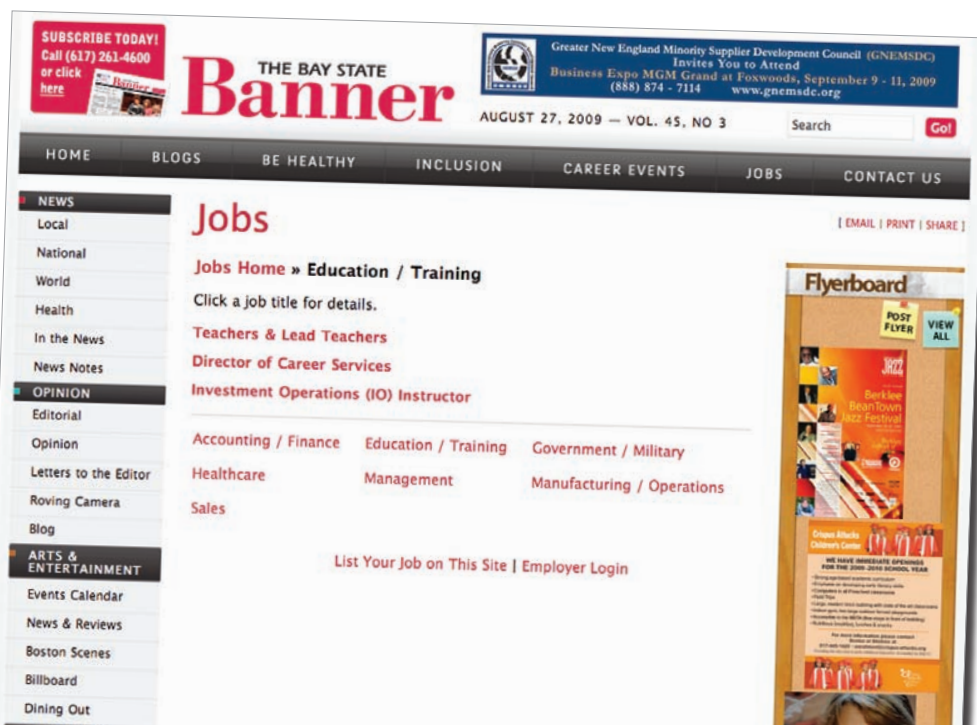 SUBSCRIBE TODAY!
Call (617) 261-4600
or click
here
THE BAY STATE
Banner
Greater New England Minority Supplier Development Council (GNEMSDC)
Invites You to Attend
Business Expo MGM Grand at Foxwoods, September 9 - 11, 2009
(888) 874 - 7114 www.gnemsdc.org
AUGUST 27, 2009 — VOL. 45, NO 3
Search
Go!
HOME BLOGS BE HEALTHY INCLUSION CAREER EVENTS JOBS CONTACT US
NEWS
Local
National
World
Health
In the News
News Notes
OPINION
Editorial
Opinion
Letters to the Editor
Roving Camera
Blog
ARTS &
ENTERTAINMENT
Events Calendar
News & Reviews
Boston Scenes
Billboard
Dining Out
Jobs
[ EMAIL | PRINT | SHARE ]
Jobs Home » Education / Training
Click a job title for details.
Teachers & Lead Teachers
Director of Career Services
Investment Operations (IO) Instructor
Accounting / Finance Education / Training Government / Military
Healthcare Management Manufacturing / Operations
Sales
List Your Job on This Site | Employer Login
Flyerboard
POST
FLYER
VIEW
ALL
JAZZ
Berklee
BeanTown
Jazz Festival
Crispus Attucks
Children's Center
WE HAVE IMMEDIATE OPENINGS
FOR THE 2009-2010 SCHOOL YEAR